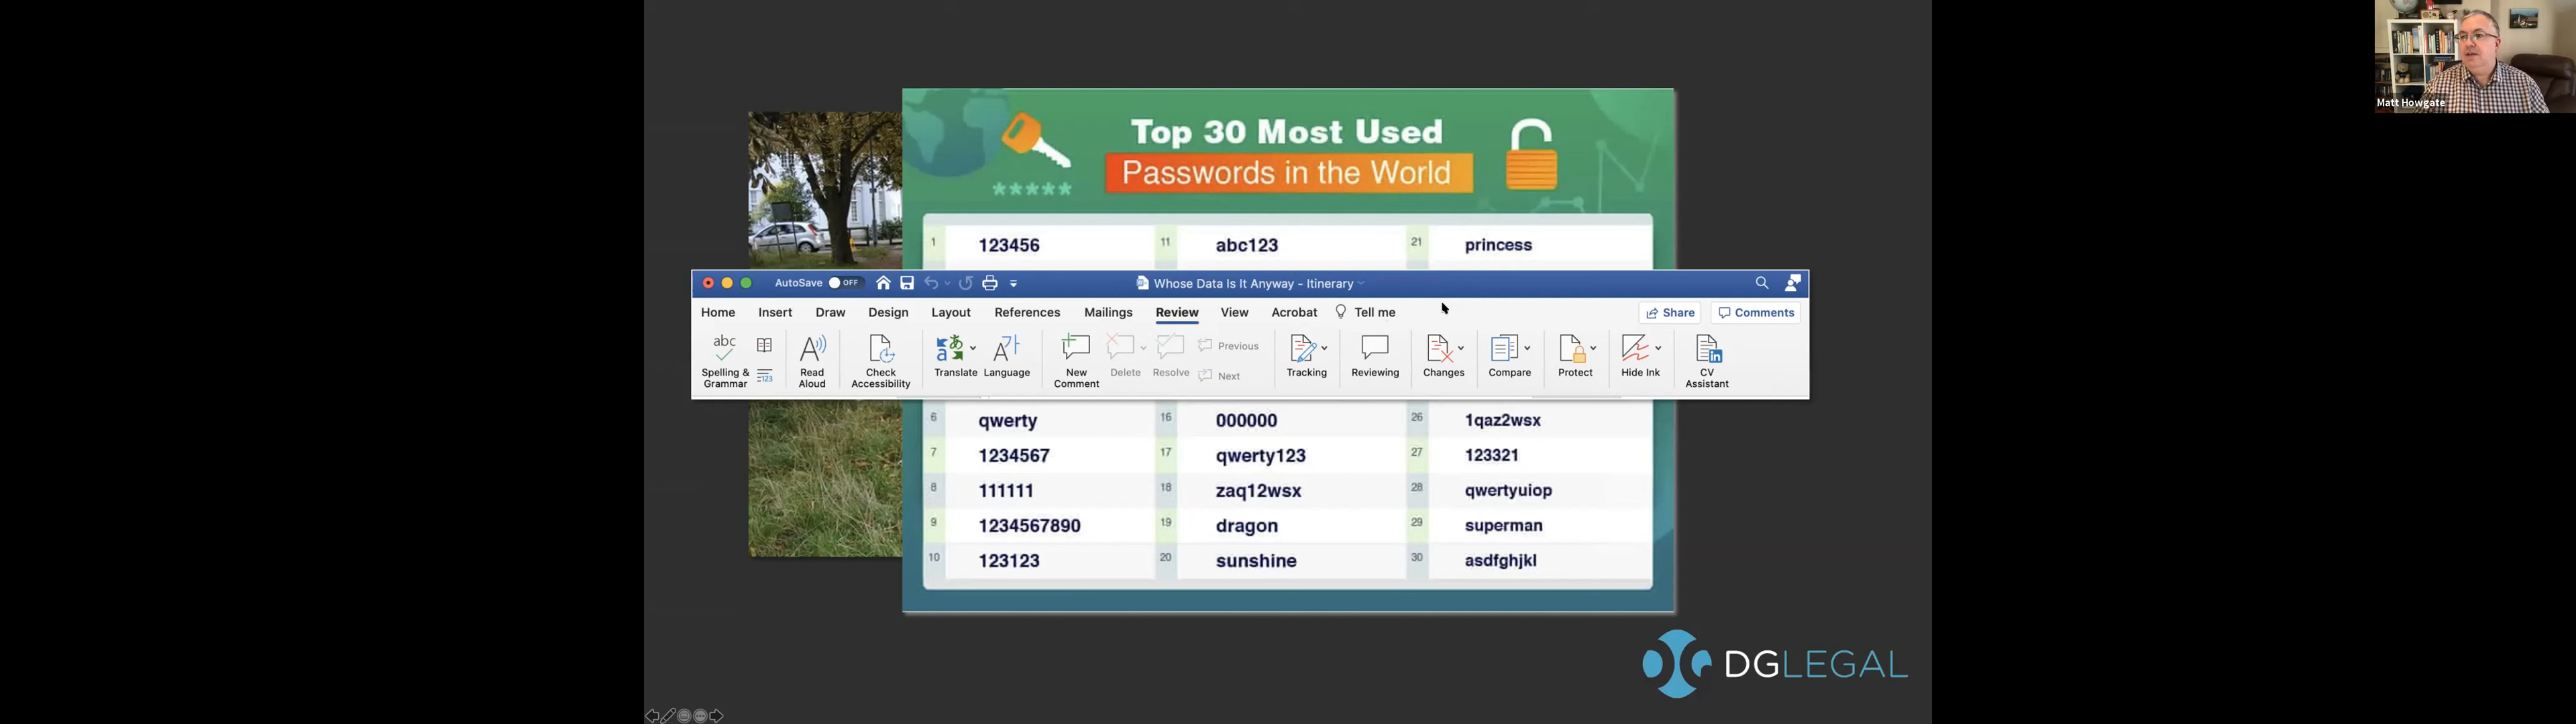 Top 30 Most Used
Passwords in the World
*****
1 123456 11 abc123 21 princess
AutoSave OFF Whose Data Is It Anyway - Itinerary
Home Insert Draw Design Layout References Mailings Review View Acrobat Tell me Share Comments
abc Previous
123 Next
Spelling & Grammar
Read Aloud
Check Accessibility
Translate
Language
New Comment
Delete
Resolve
Tracking
Reviewing
Changes
Compare
Protect
Hide Ink
CV Assistant
6 qwerty 16 000000 26 1qaz2wsx
7 1234567 17 qwerty123 27 123321
8 111111 18 zaq12wsx 28 qwertyuiop
9 1234567890 19 dragon 29 superman
10 123123 20 sunshine 30 asdfghjkl
DGLEGAL
Matt Howgate